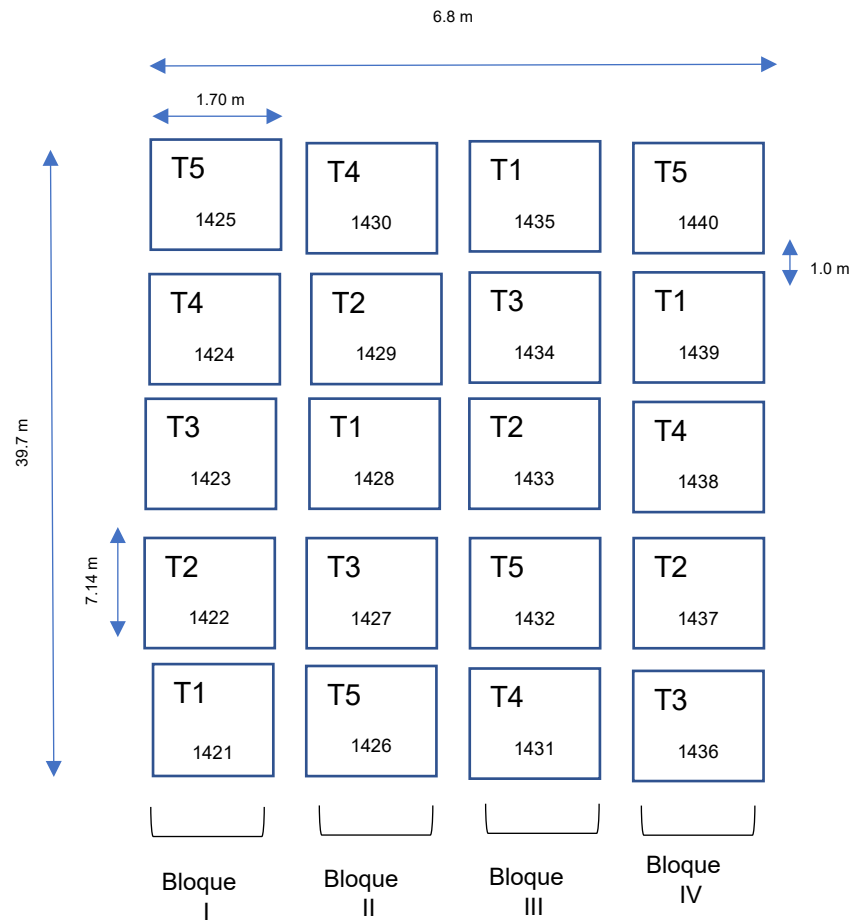 6.8 m
1.70 m
T5
1425
T4
1430
T1
1435
T5
1440
1.0 m
T4
1424
T2
1429
T3
1434
T1
1439
39.7 m
T3
1423
T1
1428
T2
1433
T4
1438
7.14 m
T2
1422
T3
1427
T5
1432
T2
1437
T1
1421
T5
1426
T4
1431
T3
1436
Bloque
I
Bloque
II
Bloque
III
Bloque
IV